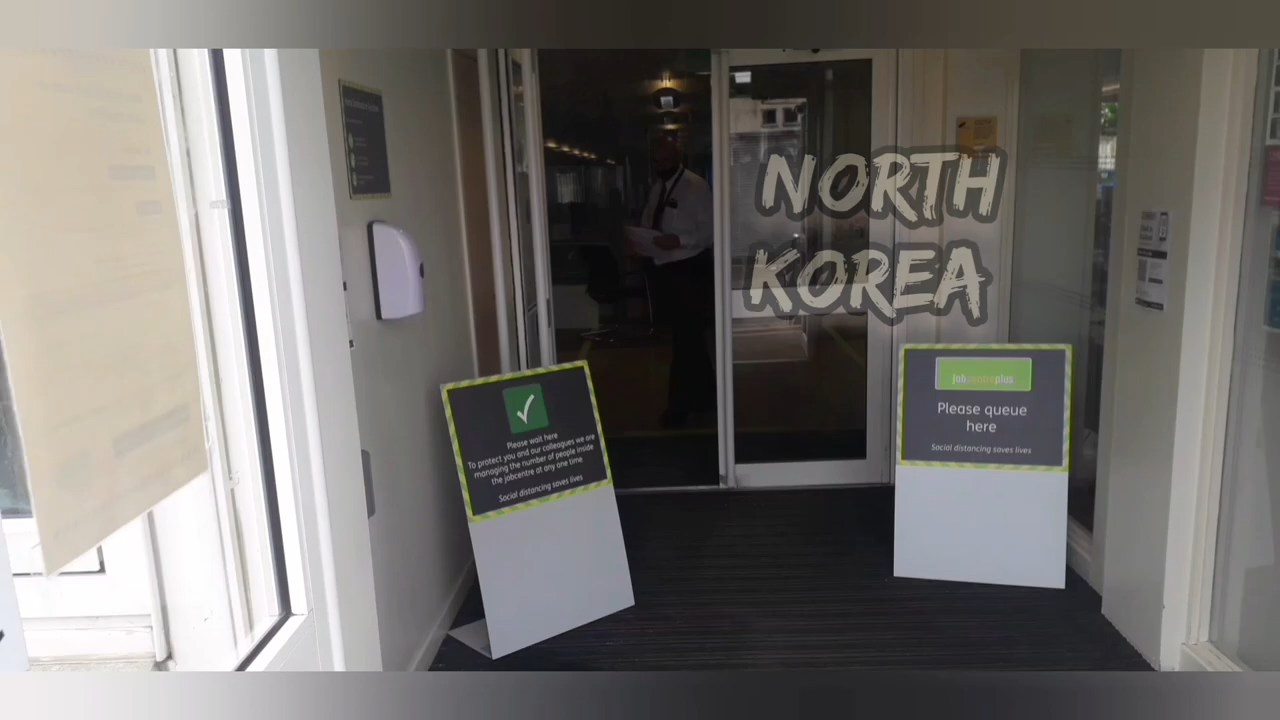 NORTH
KOREA
Please wait here
To protect you and our colleagues we are
managing the number of people inside
the jobcentre at any one time
Social distancing saves lives
jobcentreplus
Please queue
here
Social distancing saves lives